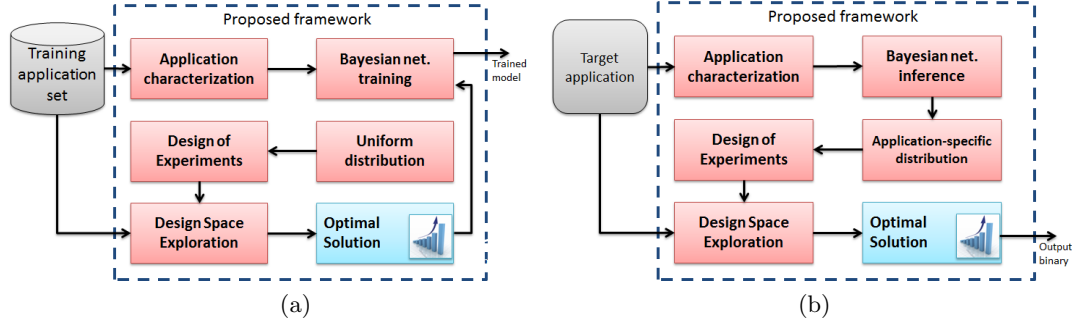 Proposed framework
Training
application
set
Application
characterization
Bayesian net.
training
Trained
model
Design of
Experiments
Uniform
distribution
Design Space
Exploration
Optimal
Solution
(a)
Proposed framework
Target
application
Application
characterization
Bayesian net.
inference
Design of
Experiments
Application-specific
distribution
Design Space
Exploration
Optimal
Solution
Output
binary
(b)